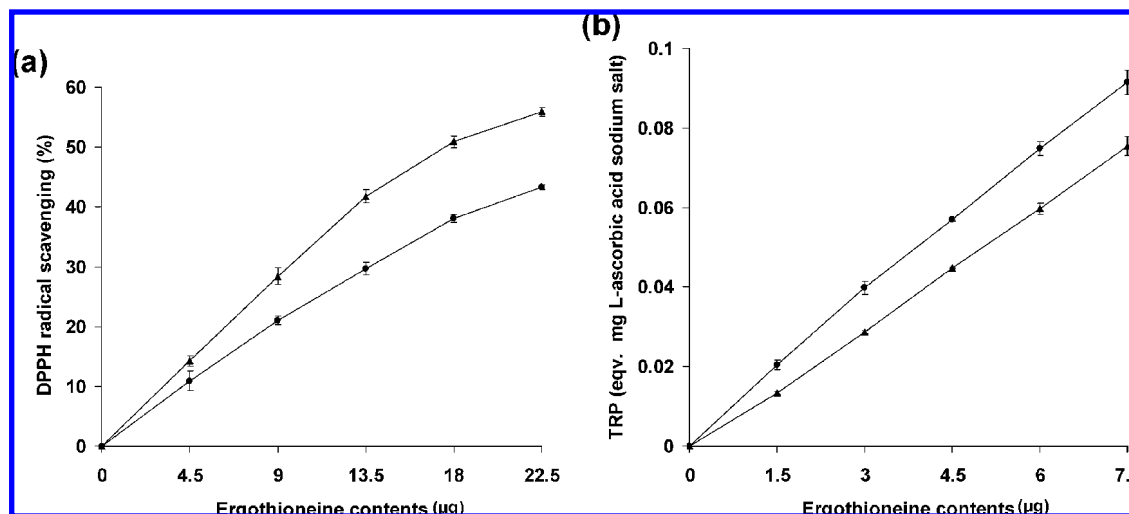 (a)
60
50
40
30
20
10
0
DPPH radical scavenging (%)
0 4.5 9 13.5 18 22.5
Ergothioneine contents (µg)
(b)
0.1
0.08
0.06
0.04
0.02
0
TRP (eqv. mg L-ascorbic acid sodium salt)
0 1.5 3 4.5 6 7.
Ergothioneine contents (µg)